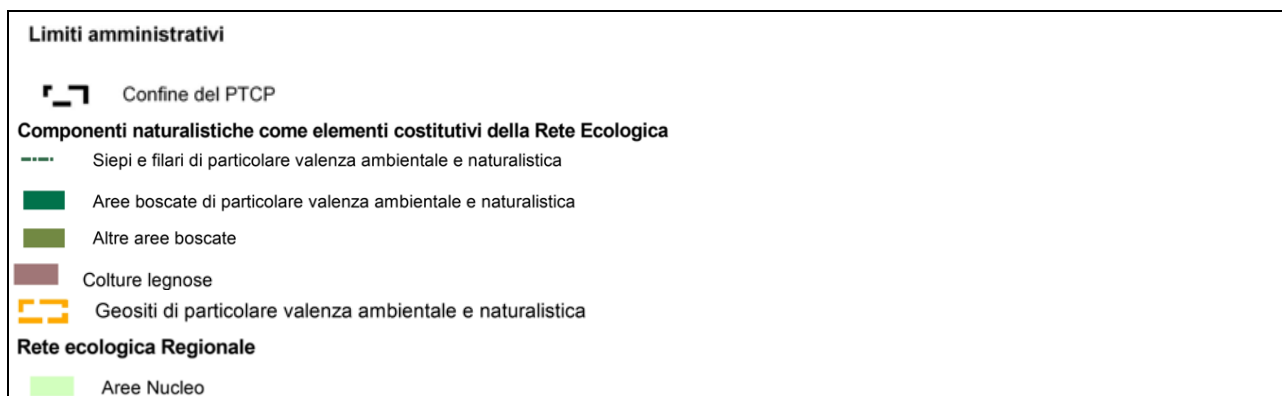 Limiti amministrativi
Confine del PTCP
Componenti naturalistiche come elementi costitutivi della Rete Ecologica
Siepi e filari di particolare valenza ambientale e naturalistica
Aree boscate di particolare valenza ambientale e naturalistica
Altre aree boscate
Colture legnose
Geositi di particolare valenza ambientale e naturalistica
Rete ecologica Regionale
Aree Nucleo